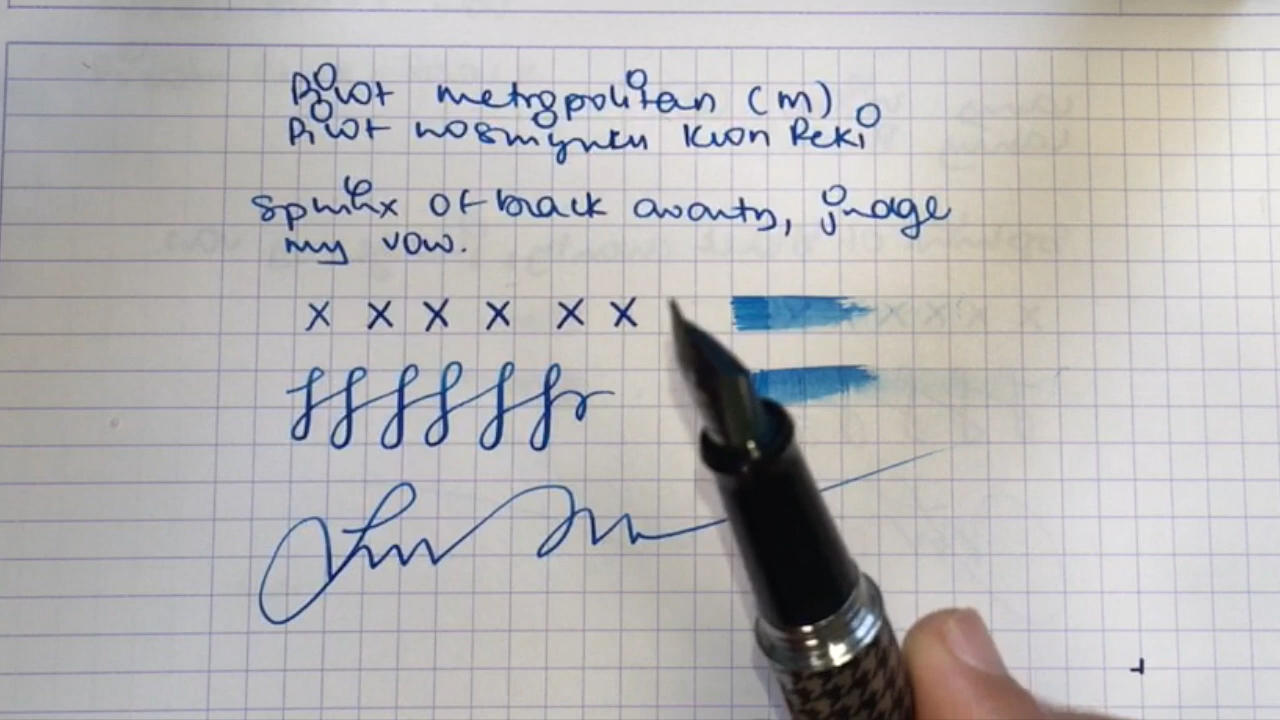 Pilot metropolitan (m)
Pilot iroshizuku kon Peki
Sphinx of black quartz, judge
my vow.
x x x x x x